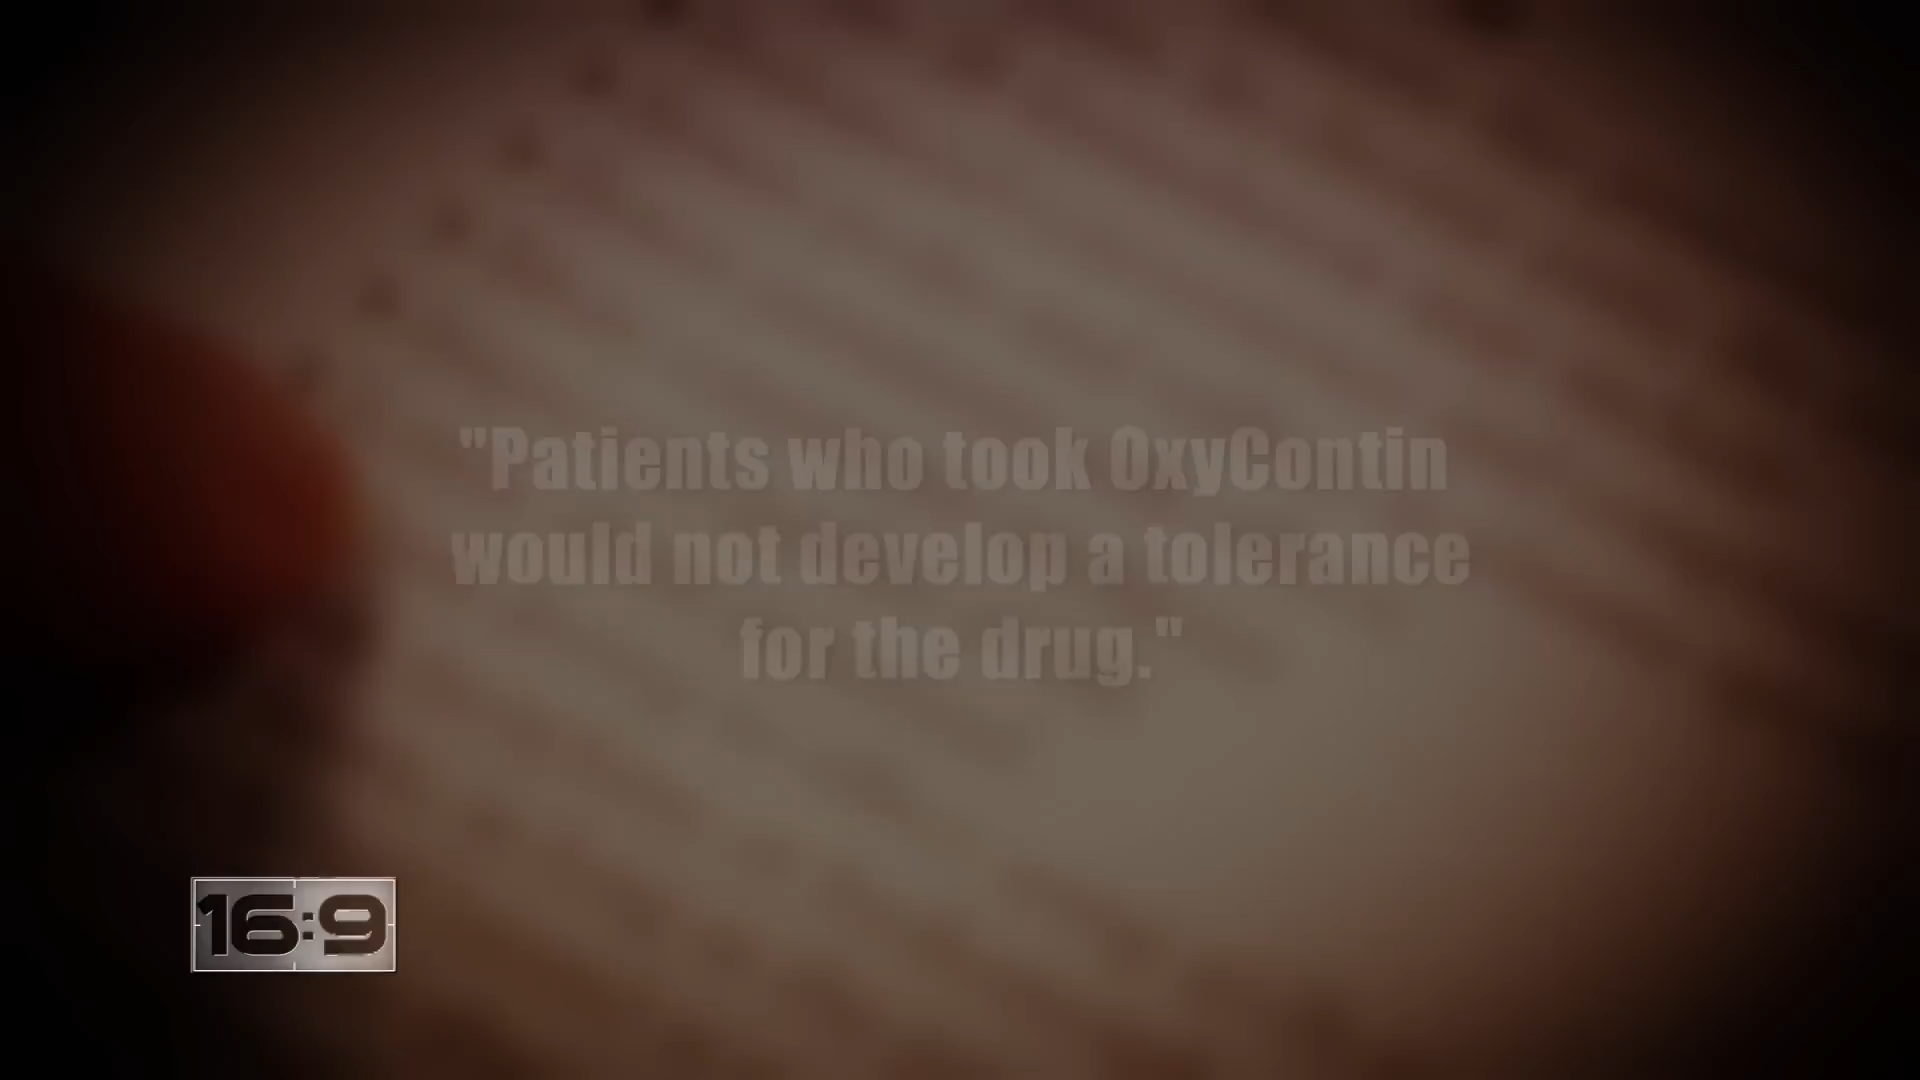 "Patients who took OxyContin
would not develop a tolerance
for the drug."
16:9